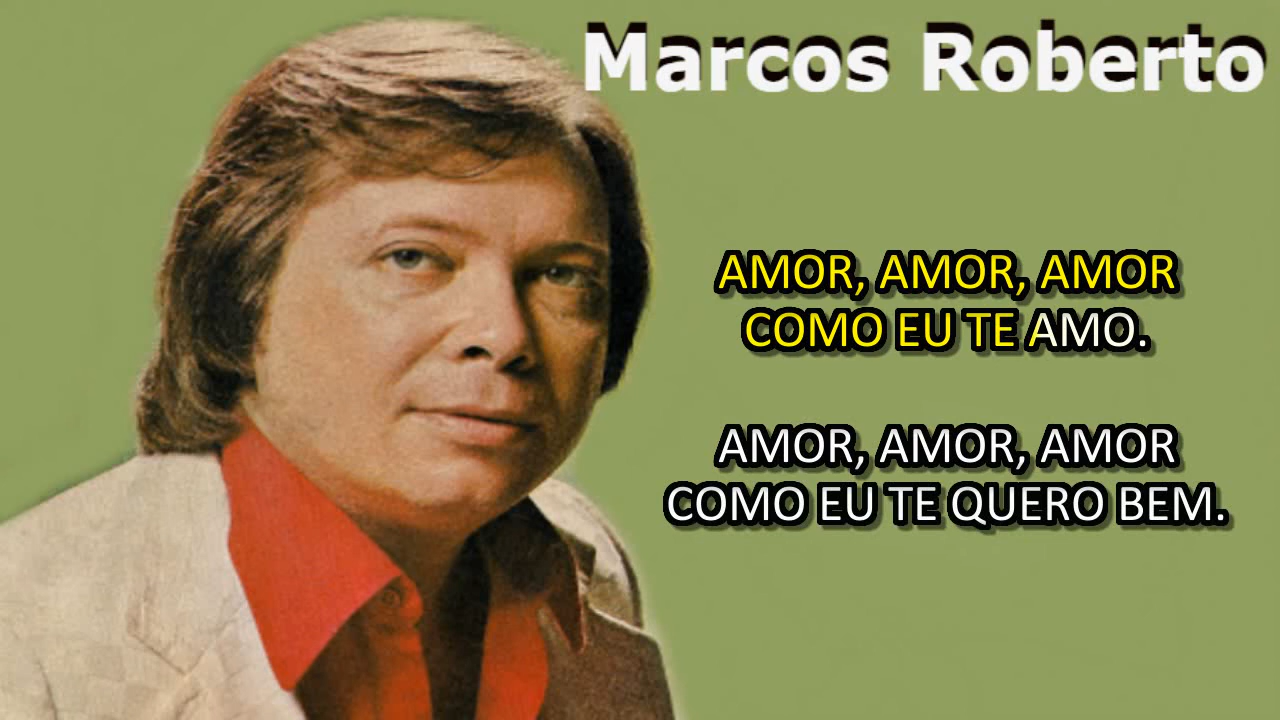 Marcos Roberto
AMOR, AMOR, AMOR
COMO EU TE AMO.
AMOR, AMOR, AMOR
COMO EU TE QUERO BEM.